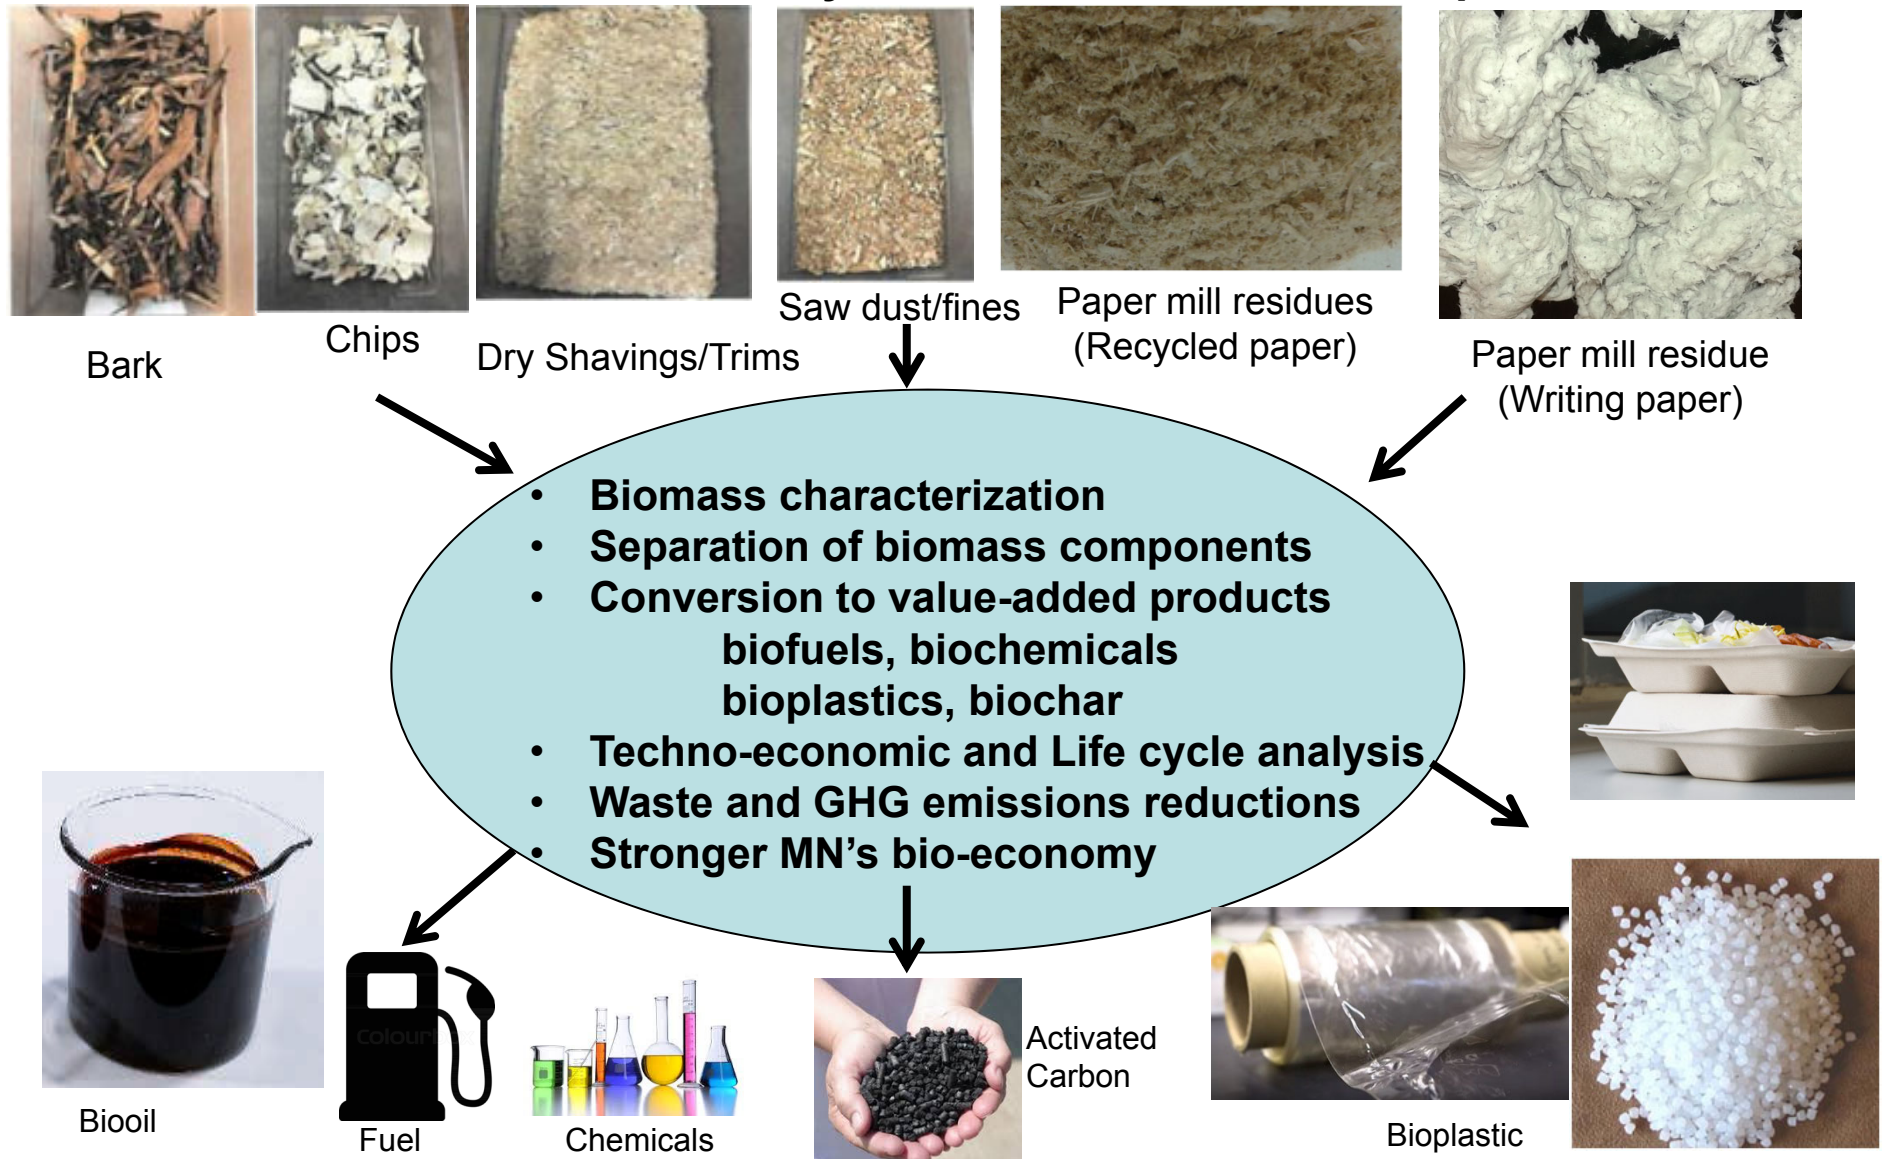 Bark
Chips
Dry Shavings/Trims
Saw dust/fines
Paper mill residues
(Recycled paper)
Paper mill residue
(Writing paper)
• Biomass characterization
• Separation of biomass components
• Conversion to value-added products
biofuels, biochemicals
bioplastics, biochar
• Techno-economic and Life cycle analysis
• Waste and GHG emissions reductions
• Stronger MN’s bio-economy
Biooil
Fuel
Chemicals
Activated
Carbon
Bioplastic